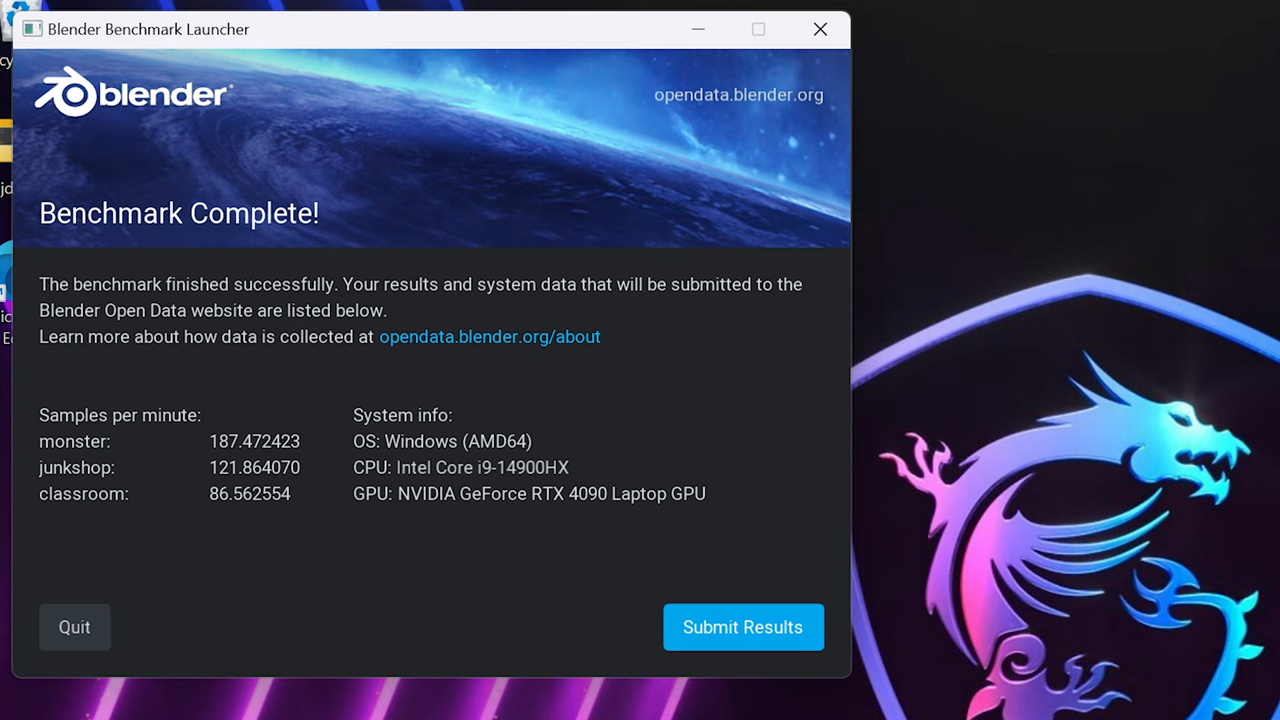 Blender Benchmark Launcher
blender
opendata.blender.org
Benchmark Complete!
The benchmark finished successfully. Your results and system data that will be submitted to the
Blender Open Data website are listed below.
Learn more about how data is collected at opendata.blender.org/about
Samples per minute:
monster: 187.472423
junkshop: 121.864070
classroom: 86.562554
System info:
OS: Windows (AMD64)
CPU: Intel Core i9-14900HX
GPU: NVIDIA GeForce RTX 4090 Laptop GPU
Quit
Submit Results